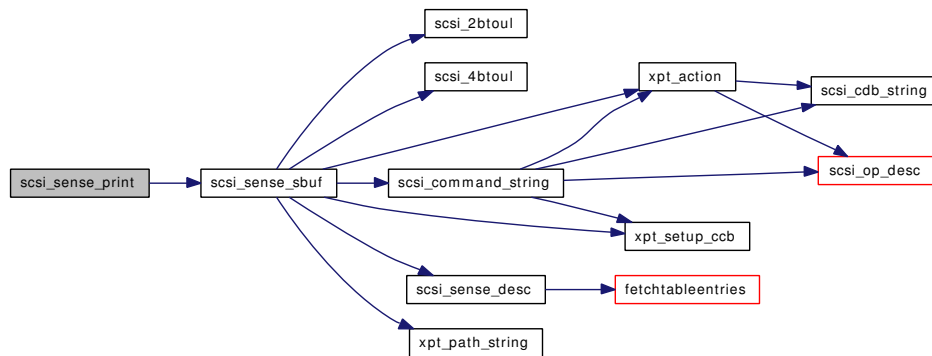 scsi_2btoul
scsi_4btoul
xpt_action
scsi_cdb_string
scsi_sense_print
scsi_sense_sbuf
scsi_command_string
scsi_op_desc
xpt_setup_ccb
scsi_sense_desc
fetchtableentries
xpt_path_string